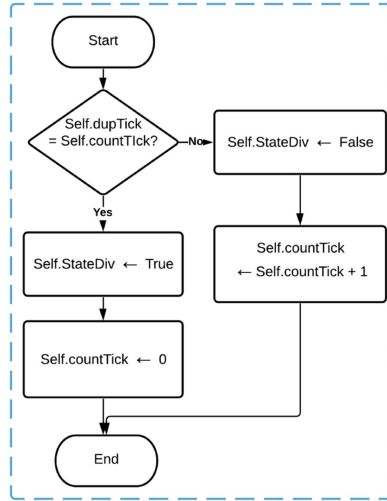 Start
Self.dupTick
= Self.countTIck?
No
Self.StateDiv ← False
Yes
Self.StateDiv ← True
Self.countTick
← Self.countTick + 1
Self.countTick ← 0
End